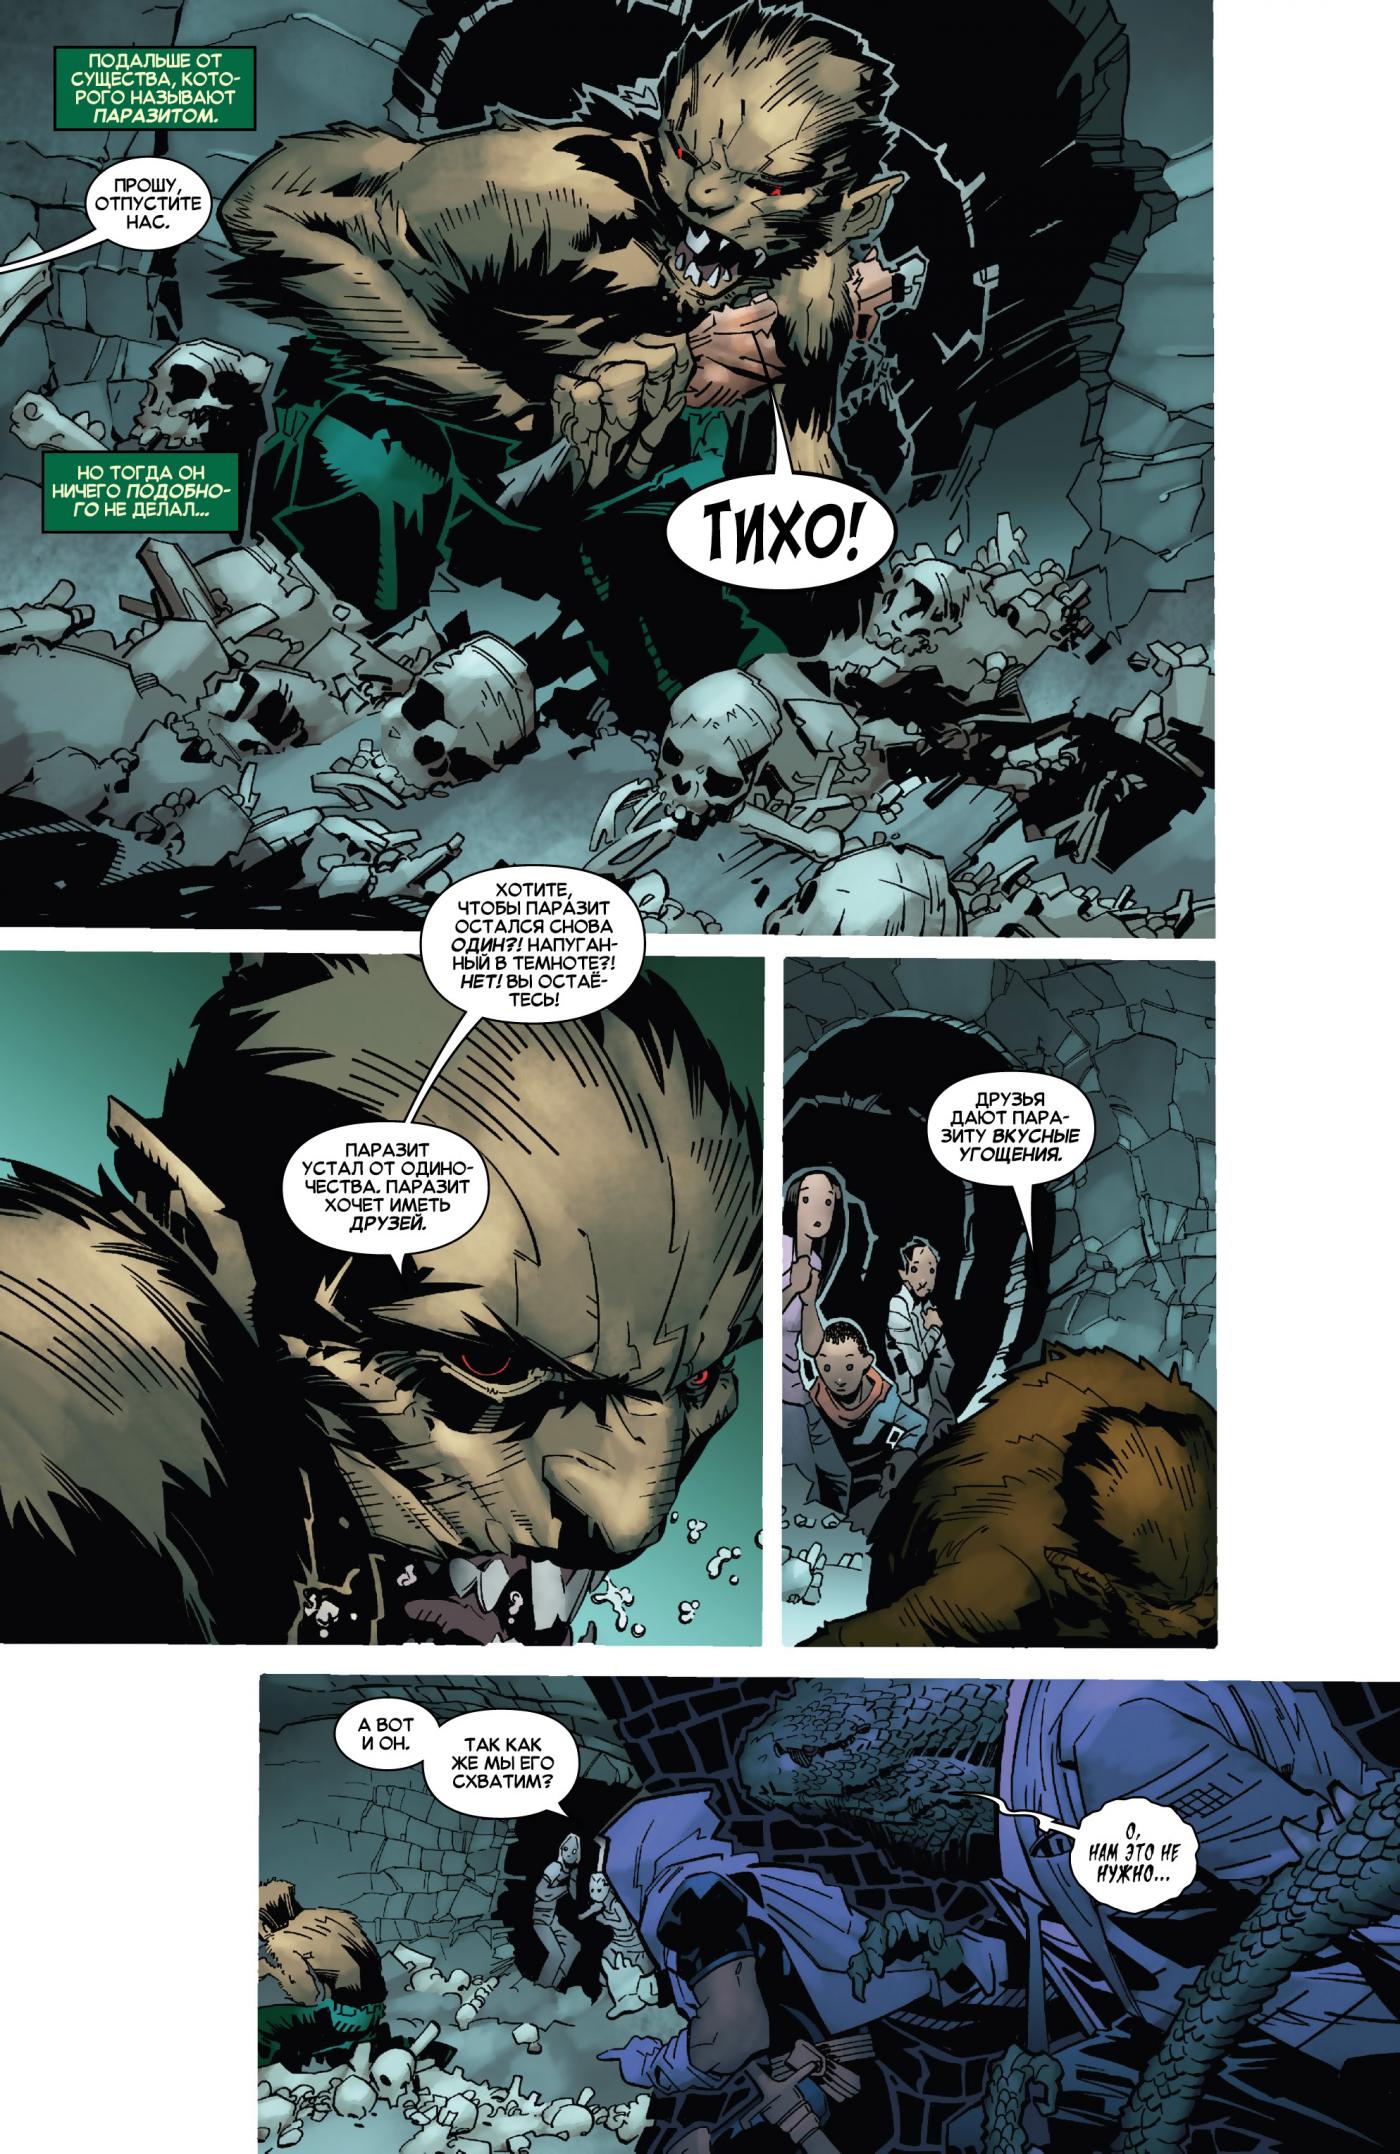 ПОДАЛЬШЕ ОТ
СУЩЕСТВА, КОТО-
РОГО НАЗЫВАЮТ
ПАРАЗИТОМ.
ПРОШУ,
ОТПУСТИТЕ
НАС.
НО ТОГДА ОН
НИЧЕГО ПОДОБНО-
ГО НЕ ДЕЛАЛ...
ТИХО!
ХОТИТЕ,
ЧТОБЫ ПАРАЗИТ
ОСТАЛСЯ СНОВА
ОДИН?! НАПУГАН-
НЫЙ В ТЕМНОТЕ?!
НЕТ! ВЫ ОСТАЁ-
ТЕСЬ!
ПАРАЗИТ
УСТАЛ ОТ ОДИНО-
ЧЕСТВА. ПАРАЗИТ
ХОЧЕТ ИМЕТЬ
ДРУЗЕЙ.
ДРУЗЬЯ
ДАЮТ ПАРА-
ЗИТУ ВКУСНЫЕ
УГОЩЕНИЯ.
А ВОТ
И ОН.
ТАК КАК
ЖЕ МЫ ЕГО
СХВАТИМ?
О,
НАМ ЭТО НЕ
НУЖНО...